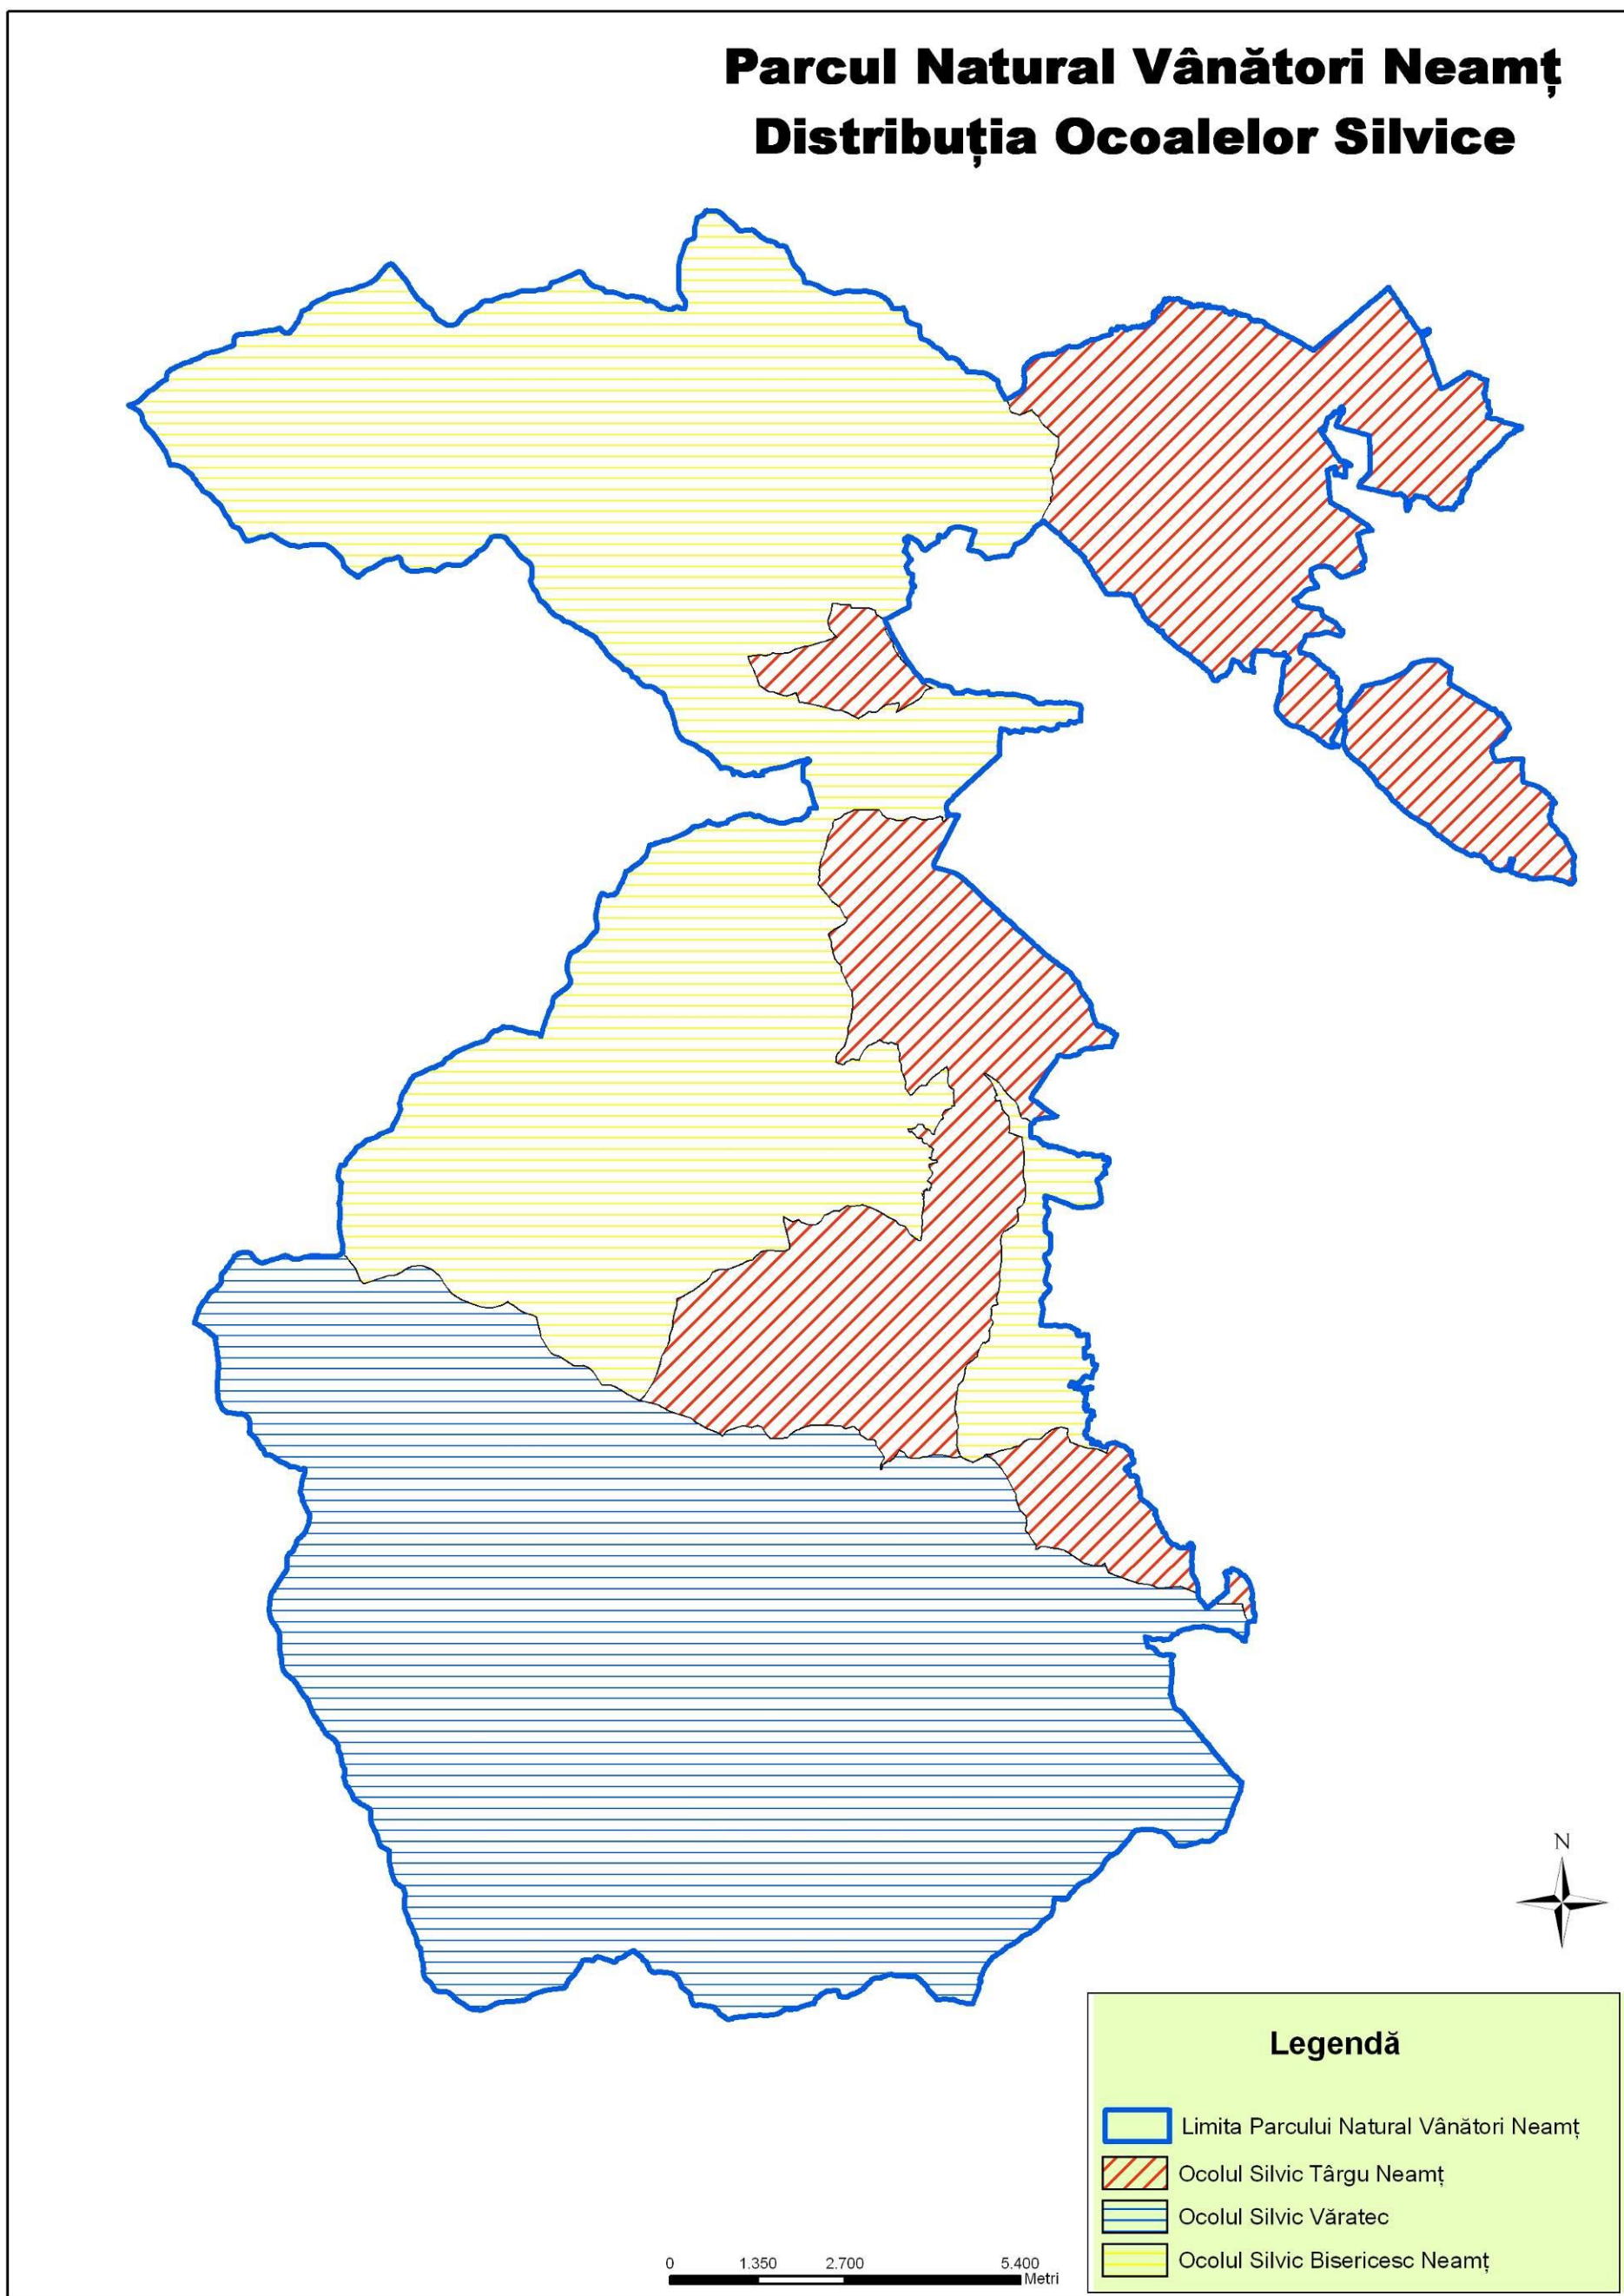 Parcul Natural Vânători Neamț
Distribuția Ocoalelor Silvice
N
Legendă
Limita Parcului Natural Vânători Neamț
Ocolul Silvic Târgu Neamț
Ocolul Silvic Văratec
Ocolul Silvic Bisericesc Neamț
0 1.350 2.700 5.400
Metri